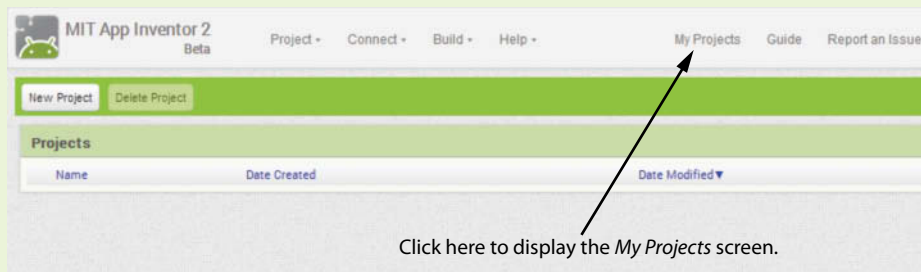 MIT App Inventor 2
Beta
Project Connect Build Help My Projects Guide Report an Issue
New Project Delete Project
Projects
Name Date Created Date Modified▼
Click here to display the My Projects screen.